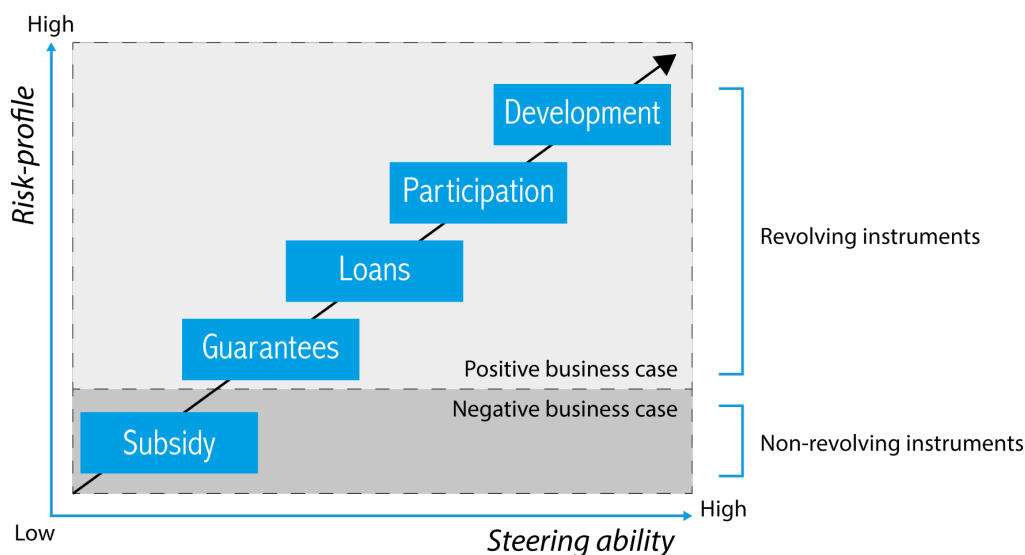 High
Risk-profile
Development
Participation
Loans
Guarantees
Subsidy
Positive business case
Negative business case
Revolving instruments
Non-revolving instruments
Low
Steering ability
High